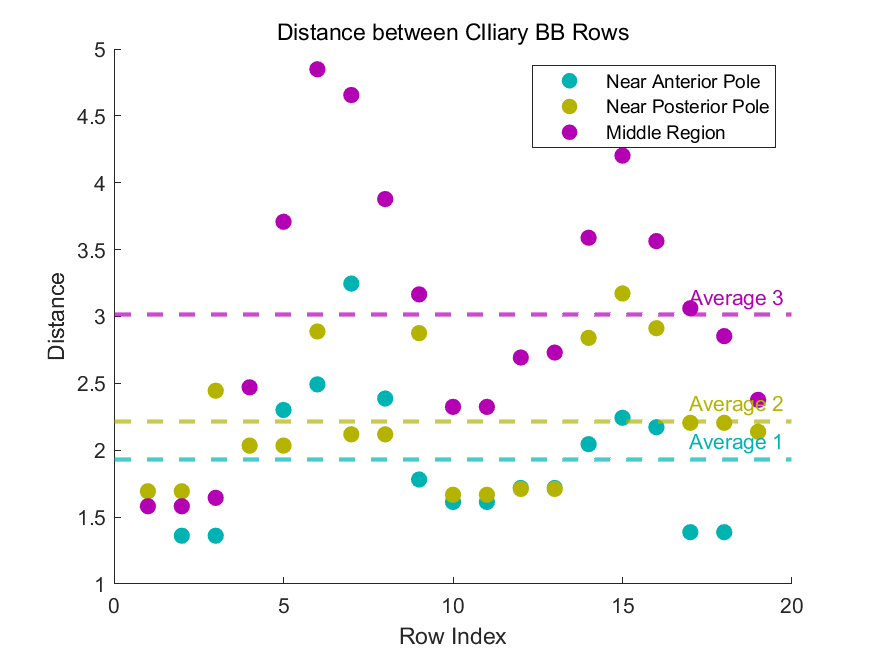 Distance between CIliary BB Rows
5
4.5
4
3.5
3
2.5
2
1.5
1
Distance
Near Anterior Pole
Near Posterior Pole
Middle Region
Average 3
Average 2
Average 1
0
5
10
15
20
Row Index